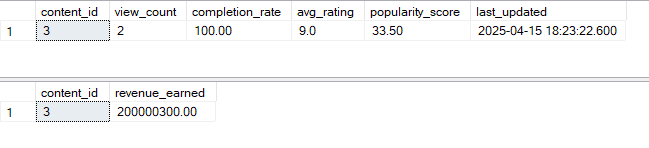 content_id view_count completion_rate avg_rating popularity_score last_updated
1 3 2 100.00 9.0 33.50 2025-04-15 18:23:22.600
content_id revenue_earned
1 3 200000300.00